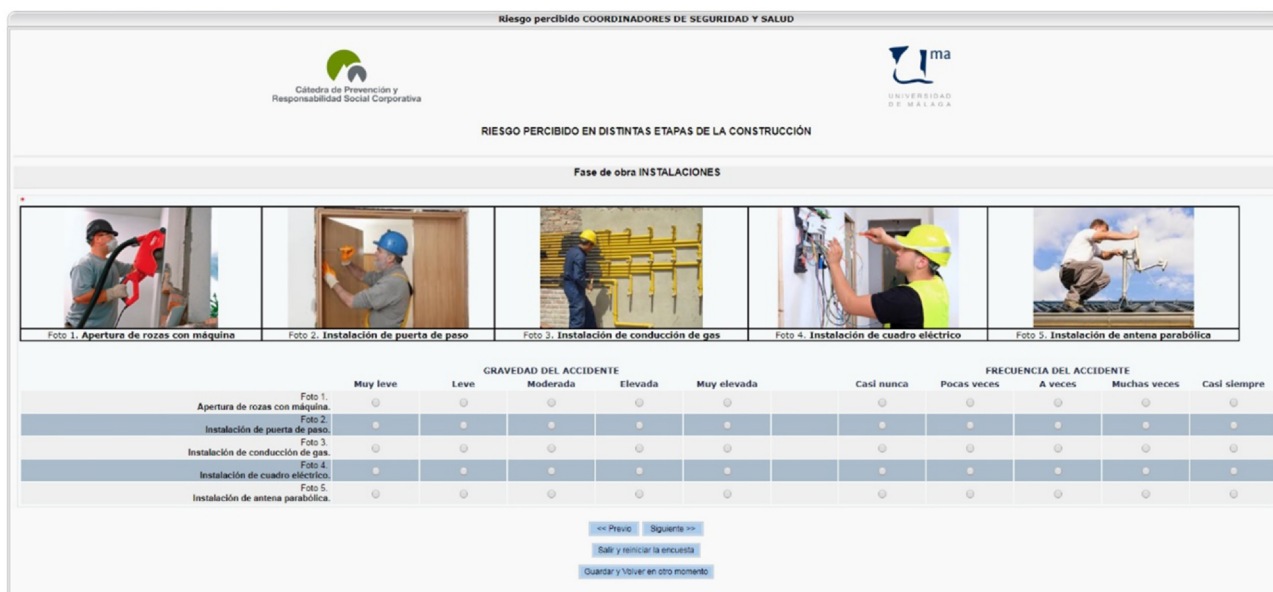 Riesgo percibido COORDINADORES DE SEGURIDAD Y SALUD
Cátedra de Prevención y
Responsabilidad Social Corporativa
uma
UNIVERSIDAD
DE MÁLAGA
RIESGO PERCIBIDO EN DISTINTAS ETAPAS DE LA CONSTRUCCIÓN
Fase de obra INSTALACIONES
*
Foto 1. Apertura de rozas con máquina
Foto 2. Instalación de puerta de paso
Foto 3. Instalación de conducción de gas
Foto 4. Instalación de cuadro eléctrico
Foto 5. Instalación de antena parabólica
GRAVEDAD DEL ACCIDENTE
FRECUENCIA DEL ACCIDENTE
Muy leve Leve Moderada Elevada Muy elevada Casi nunca Pocas veces A veces Muchas veces Casi siempre
Foto 1.
Apertura de rozas con máquina.
Foto 2.
Instalación de puerta de paso.
Foto 3.
Instalación de conducción de gas.
Foto 4.
Instalación de cuadro eléctrico.
Foto 5.
Instalación de antena parabólica.
<< Previo
Siguiente >>
Salir y reiniciar la encuesta
Guardar y Volver en otro momento